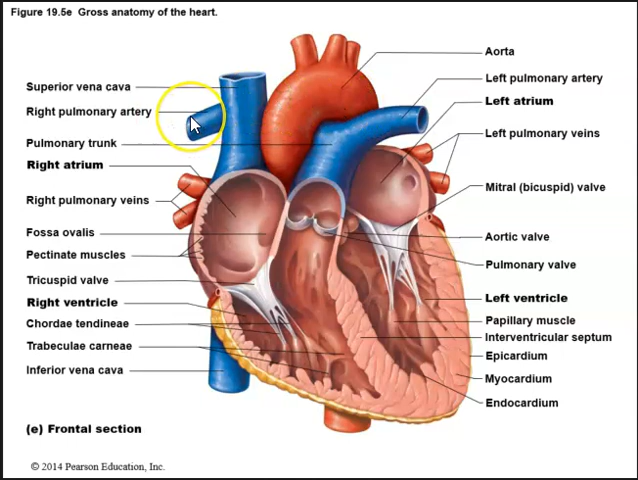 Figure 19.5e Gross anatomy of the heart.
Superior vena cava
Right pulmonary artery
Pulmonary trunk
Right atrium
Right pulmonary veins
Fossa ovalis
Pectinate muscles
Tricuspid valve
Right ventricle
Chordae tendineae
Trabeculae carneae
Inferior vena cava
Aorta
Left pulmonary artery
Left atrium
Left pulmonary veins
Mitral (bicuspid) valve
Aortic valve
Pulmonary valve
Left ventricle
Papillary muscle
Interventricular septum
Epicardium
Myocardium
Endocardium
(e) Frontal section
© 2014 Pearson Education, Inc.